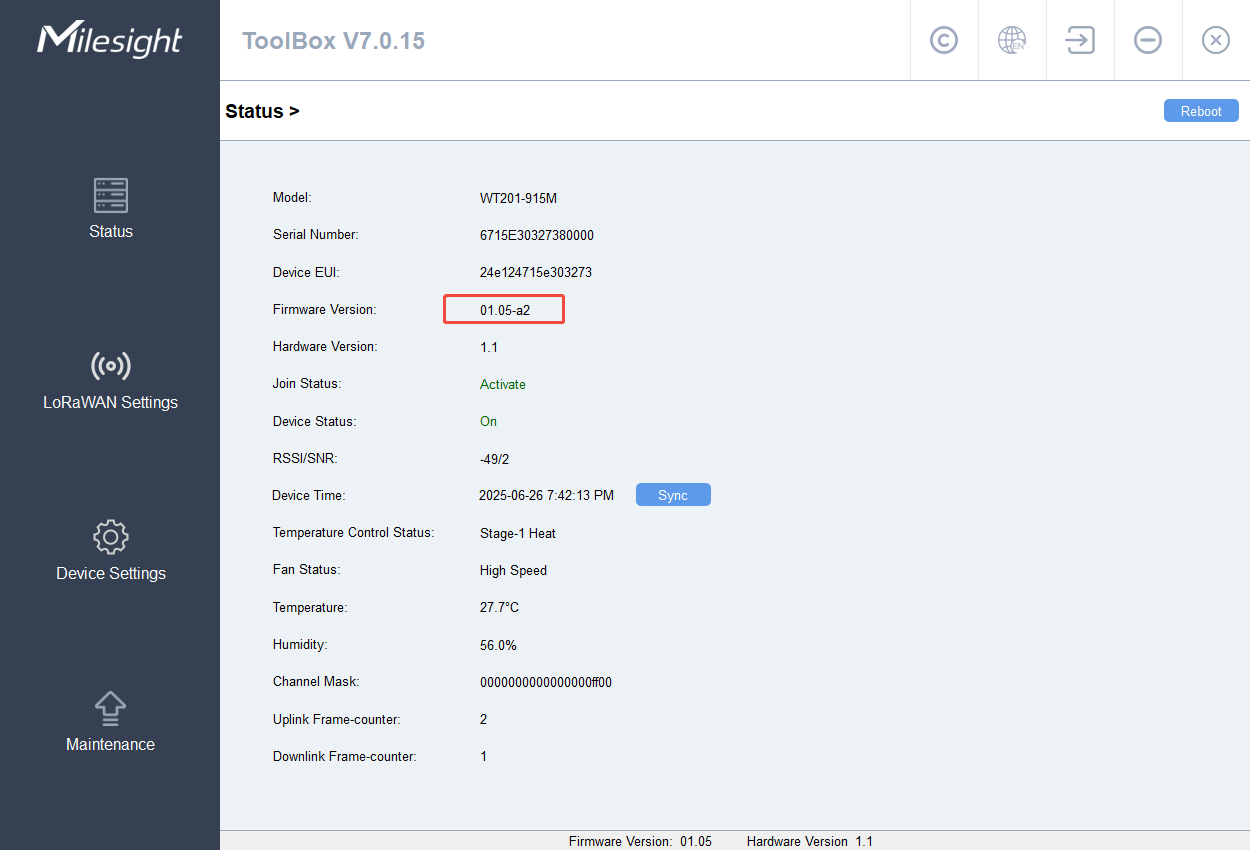 Milesight
ToolBox V7.0.15
EN
Status >
Reboot
Status
LoRaWAN Settings
Device Settings
Maintenance
Model: WT201-915M
Serial Number: 6715E30327380000
Device EUI: 24e124715e303273
Firmware Version: 01.05-a2
Hardware Version: 1.1
Join Status: Activate
Device Status: On
RSSI/SNR: -49/2
Device Time: 2025-06-26 7:42:13 PM Sync
Temperature Control Status: Stage-1 Heat
Fan Status: High Speed
Temperature: 27.7°C
Humidity: 56.0%
Channel Mask: 0000000000000000ff00
Uplink Frame-counter: 2
Downlink Frame-counter: 1
Firmware Version: 01.05 Hardware Version 1.1